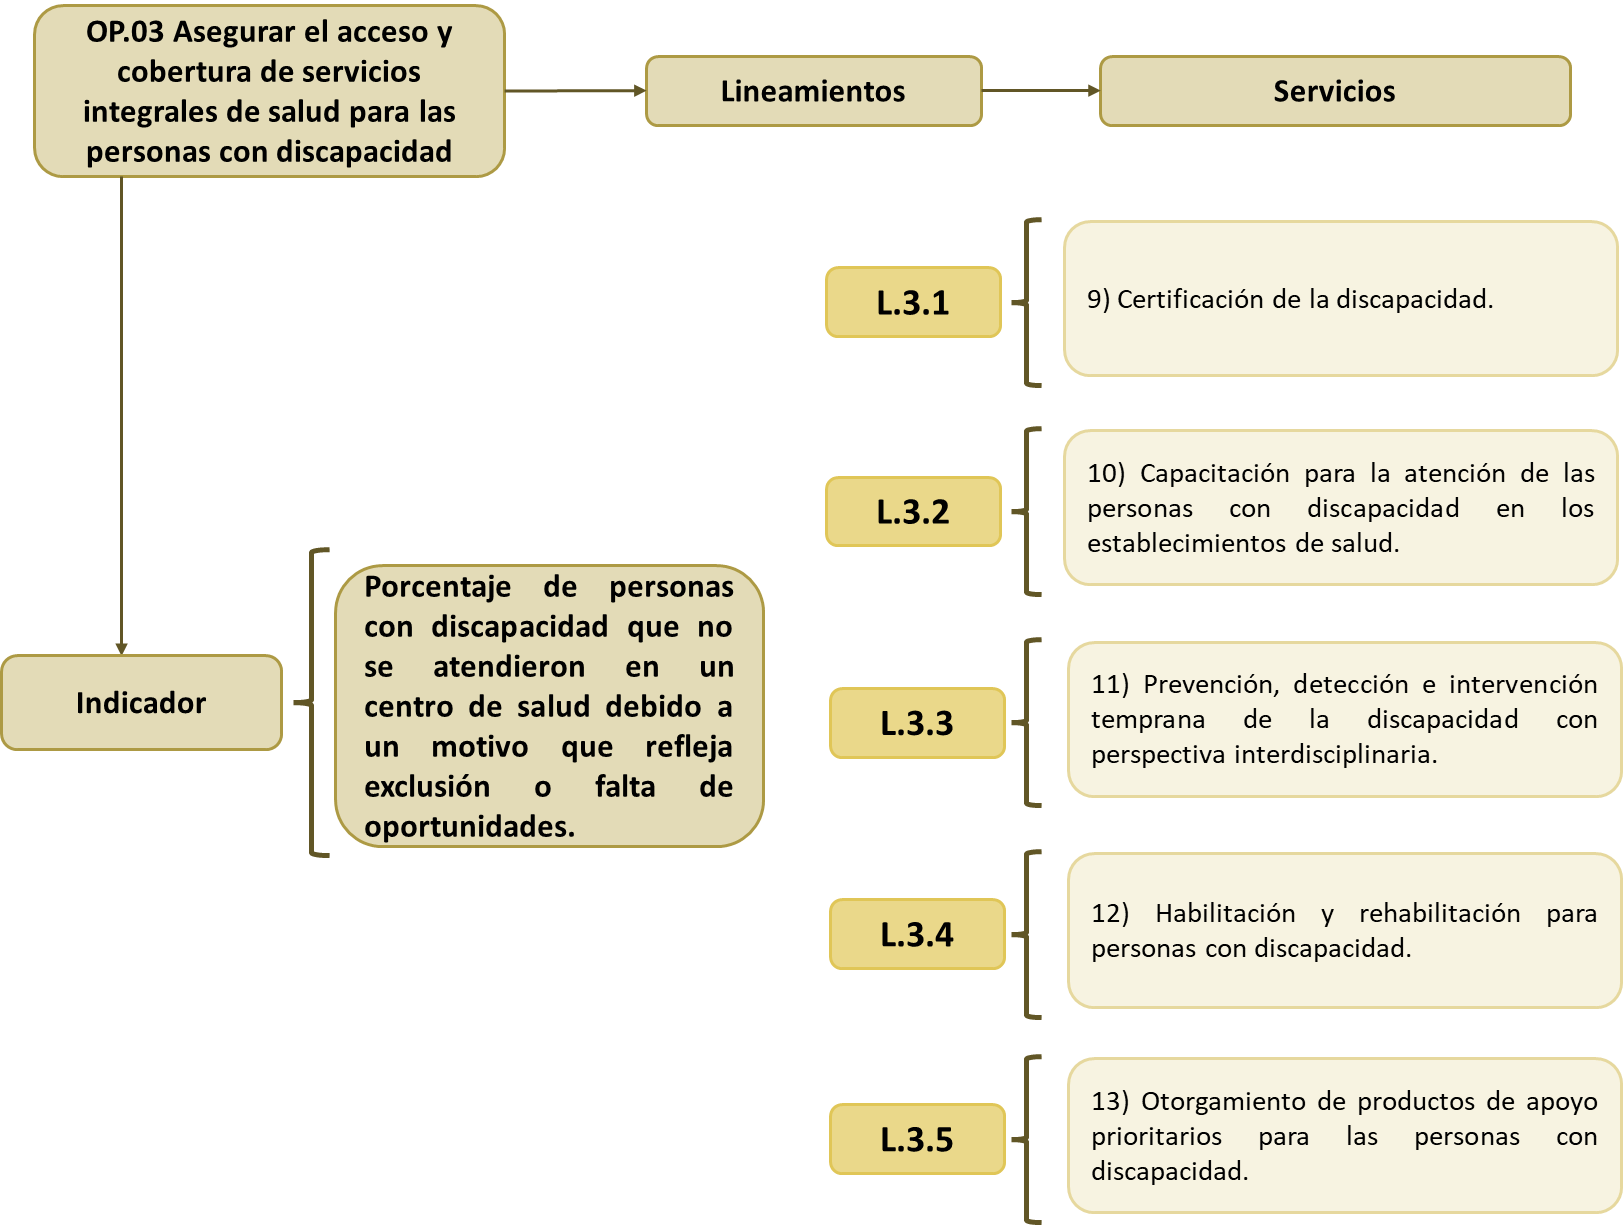 OP.03 Asegurar el acceso y
cobertura de servicios
integrales de salud para las
personas con discapacidad
Lineamientos
Servicios
L.3.1
9) Certificación de la discapacidad.
L.3.2
10) Capacitación para la atención de las
personas con discapacidad en los
establecimientos de salud.
Indicador
Porcentaje de personas
con discapacidad que no
se atendieron en un
centro de salud debido a
un motivo que refleja
exclusión o falta de
oportunidades.
L.3.3
11) Prevención, detección e intervención
temprana de la discapacidad con
perspectiva interdisciplinaria.
L.3.4
12) Habilitación y rehabilitación para
personas con discapacidad.
L.3.5
13) Otorgamiento de productos de apoyo
prioritarios para las personas con
discapacidad.